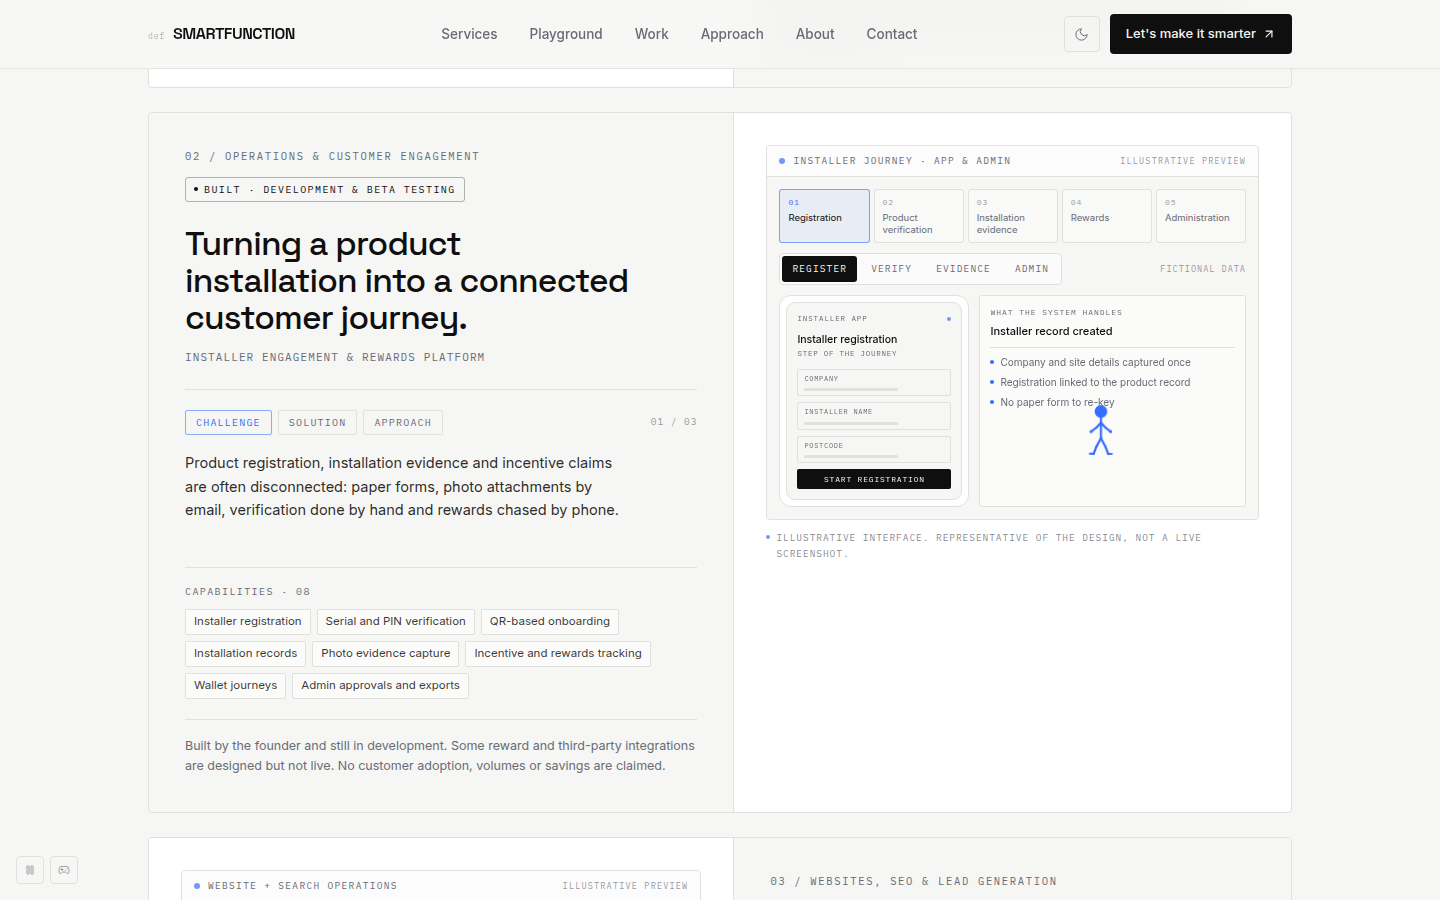 def SMARTFUNCTION
Services
Playground
Work
Approach
About
Contact
Let's make it smarter
02 / OPERATIONS & CUSTOMER ENGAGEMENT
BUILT · DEVELOPMENT & BETA TESTING
Turning a product
installation into a connected
customer journey.
INSTALLER ENGAGEMENT & REWARDS PLATFORM
CHALLENGE
SOLUTION
APPROACH
01 / 03
Product registration, installation evidence and incentive claims
are often disconnected: paper forms, photo attachments by
email, verification done by hand and rewards chased by phone.
CAPABILITIES · 08
Installer registration
Serial and PIN verification
QR-based onboarding
Installation records
Photo evidence capture
Incentive and rewards tracking
Wallet journeys
Admin approvals and exports
Built by the founder and still in development. Some reward and third-party integrations
are designed but not live. No customer adoption, volumes or savings are claimed.
INSTALLER JOURNEY · APP & ADMIN
ILLUSTRATIVE PREVIEW
01
Registration
02
Product
verification
03
Installation
evidence
04
Rewards
05
Administration
REGISTER
VERIFY
EVIDENCE
ADMIN
FICTIONAL DATA
INSTALLER APP
Installer registration
STEP OF THE JOURNEY
COMPANY
INSTALLER NAME
POSTCODE
START REGISTRATION
WHAT THE SYSTEM HANDLES
Installer record created
Company and site details captured once
Registration linked to the product record
No paper form to re-key
ILLUSTRATIVE INTERFACE. REPRESENTATIVE OF THE DESIGN, NOT A LIVE
SCREENSHOT.
WEBSITE + SEARCH OPERATIONS
ILLUSTRATIVE PREVIEW
03 / WEBSITES, SEO & LEAD GENERATION